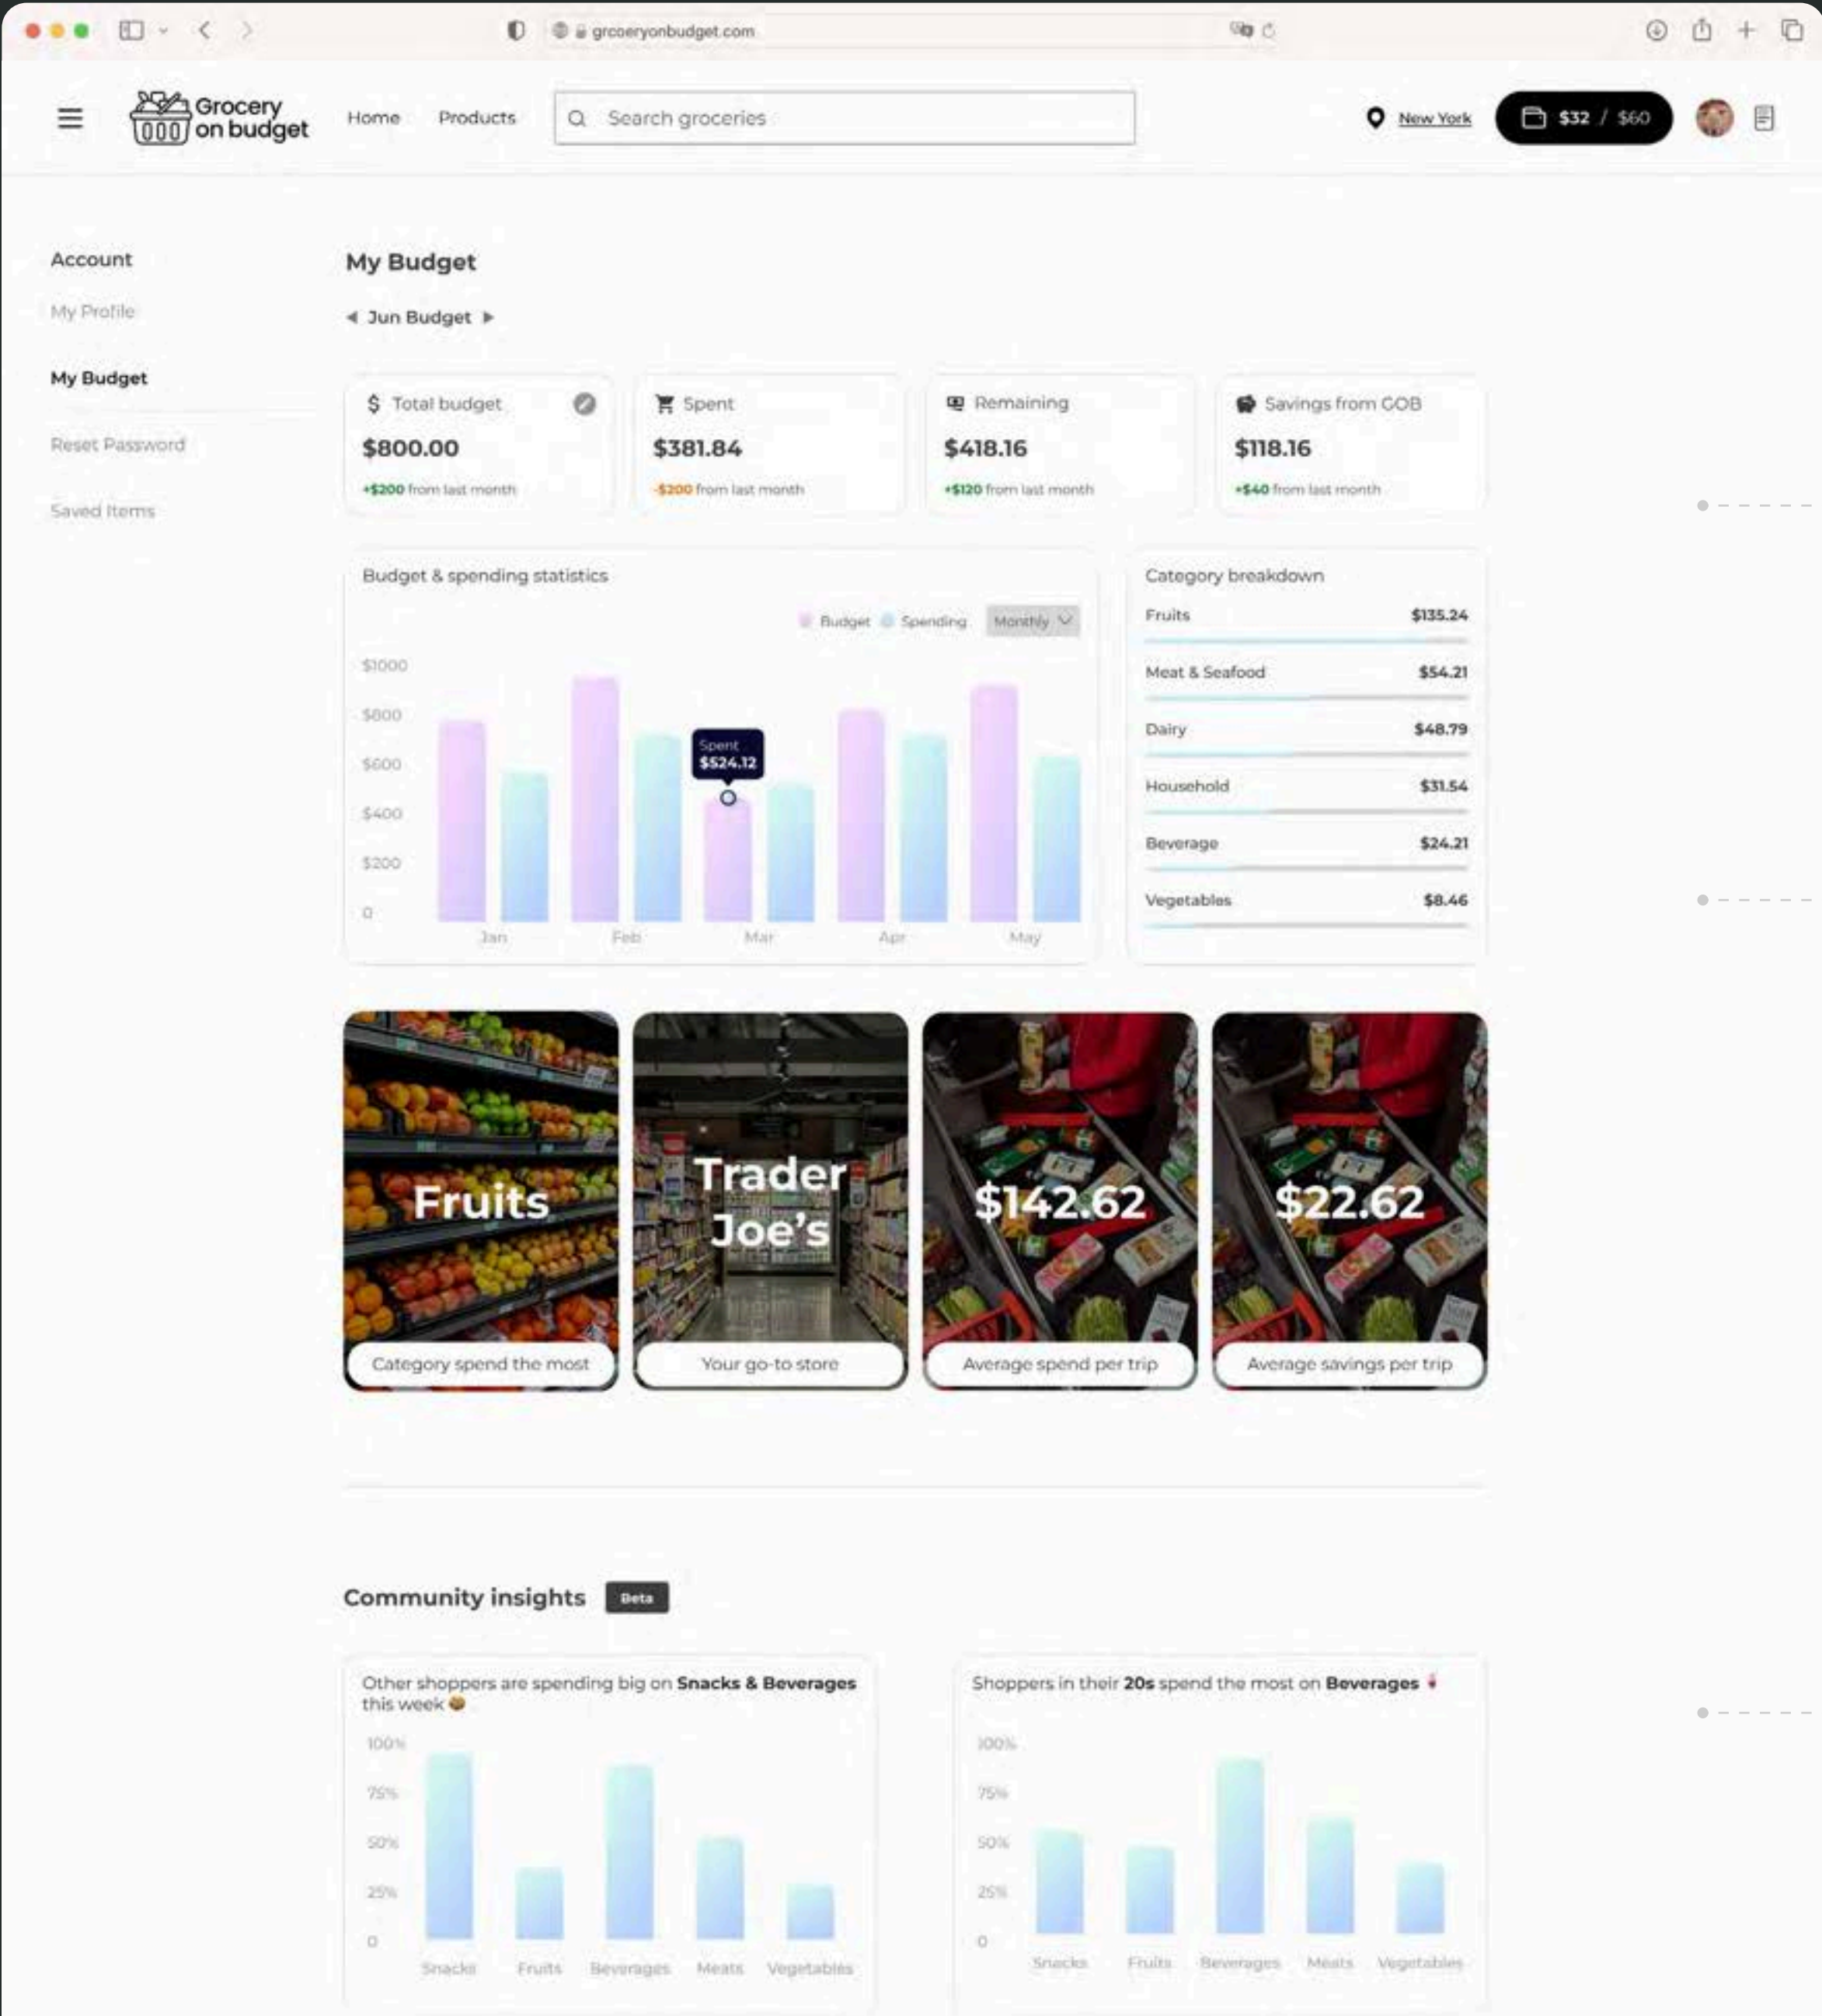 grcoeryonbudget.com
Grocery
on budget
Home
Products
Search groceries
New York
$32 / $60
Account
My Profile
My Budget
Reset Password
Saved Items
My Budget
Jun Budget
$ Total budget
$800.00
+$200 from last month
Spent
$381.84
-$200 from last month
Remaining
$418.16
+$120 from last month
Savings from GOB
$118.16
+$40 from last month
Budget & spending statistics
Budget
Spending
Monthly
$1000
$800
$600
$400
$200
0
Spent
$524.12
Jan
Feb
Mar
Apr
May
Category breakdown
Fruits $135.24
Meat & Seafood $54.21
Dairy $48.79
Household $31.54
Beverage $24.21
Vegetables $8.46
Fruits
Category spend the most
Trader
Joe's
Your go-to store
$142.62
Average spend per trip
$22.62
Average savings per trip
Community insights
Beta
Other shoppers are spending big on Snacks & Beverages
this week
100%
75%
50%
25%
0
Snacks
Fruits
Beverages
Meats
Vegetables
Shoppers in their 20s spend the most on Beverages
100%
75%
50%
25%
0
Snacks
Fruits
Beverages
Meats
Vegetables